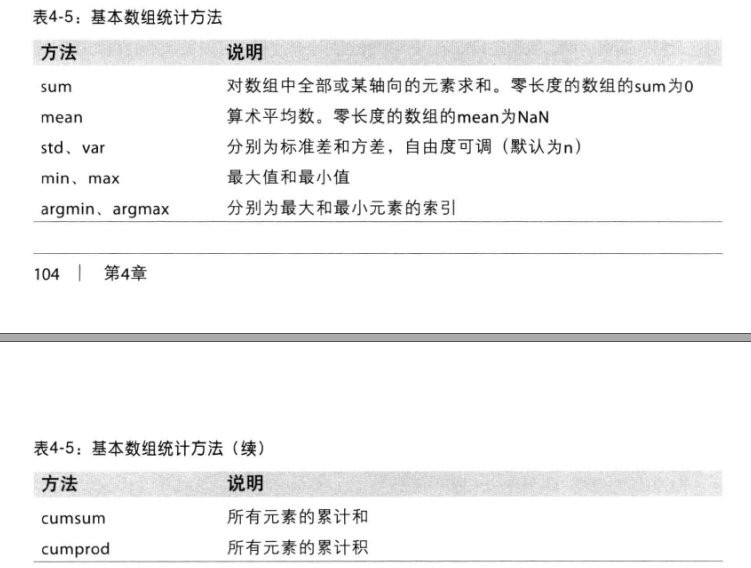 表4-5：基本数组统计方法
方法 说明
sum 对数组中全部或某轴向的元素求和。零长度的数组的sum为0
mean 算术平均数。零长度的数组的mean为NaN
std、var 分别为标准差和方差，自由度可调（默认为n）
min、max 最大值和最小值
argmin、argmax 分别为最大和最小元素的索引
104 | 第4章
表4-5：基本数组统计方法（续）
方法 说明
cumsum 所有元素的累计和
cumprod 所有元素的累计积